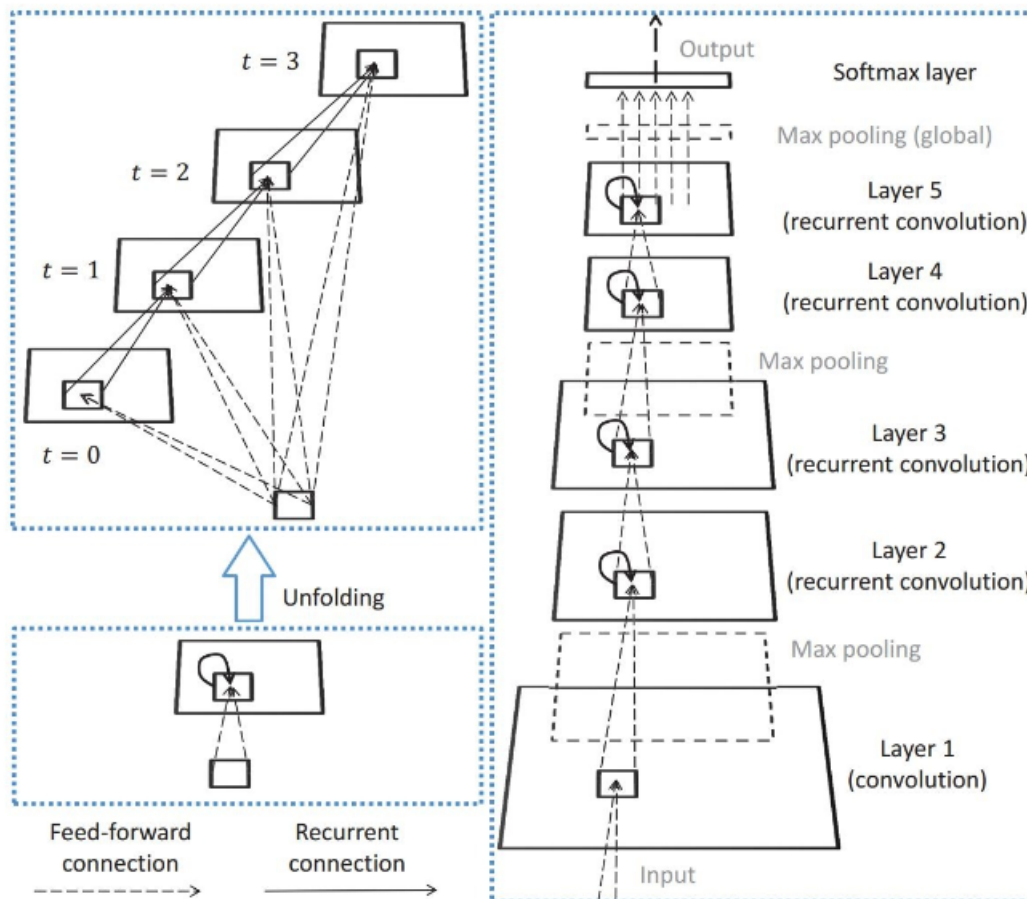 t = 3
t = 2
t = 1
t = 0
Unfolding
Feed-forward
connection
Recurrent
connection
Output
Softmax layer
Max pooling (global)
Layer 5
(recurrent convolution)
Layer 4
(recurrent convolution)
Max pooling
Layer 3
(recurrent convolution)
Layer 2
(recurrent convolution)
Max pooling
Layer 1
(convolution)
Input